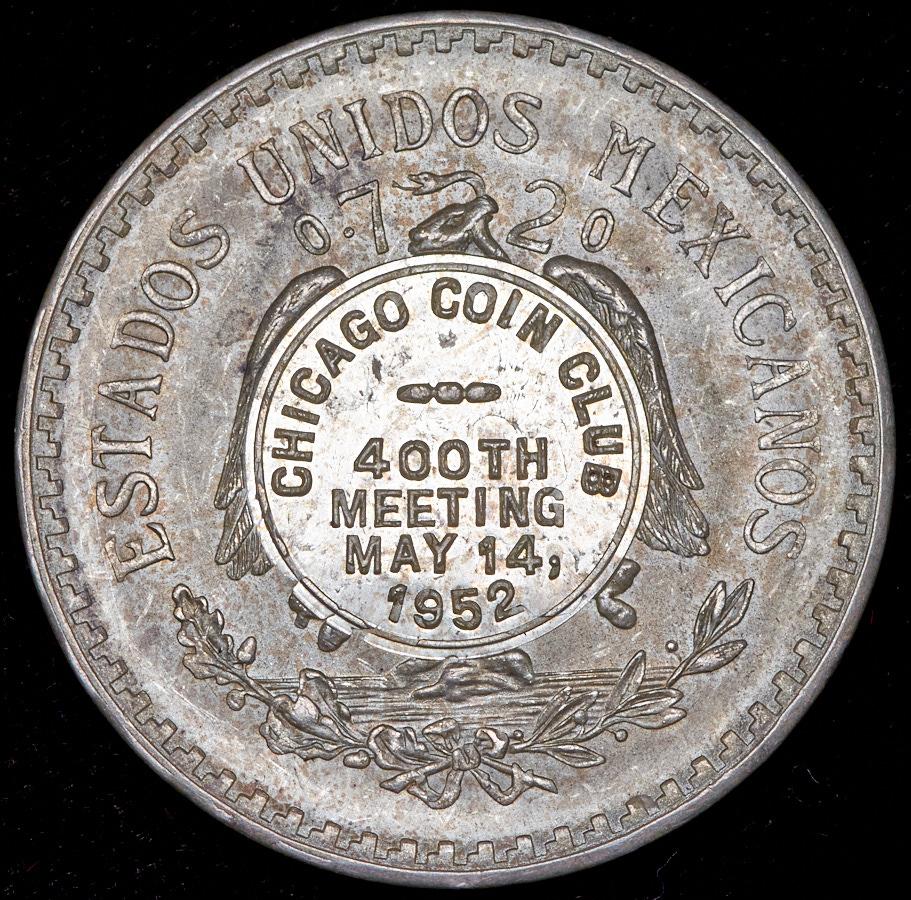 ESTADOS UNIDOS MEXICANOS
0.720
CHICAGO COIN CLUB
400TH
MEETING
MAY 14,
1952